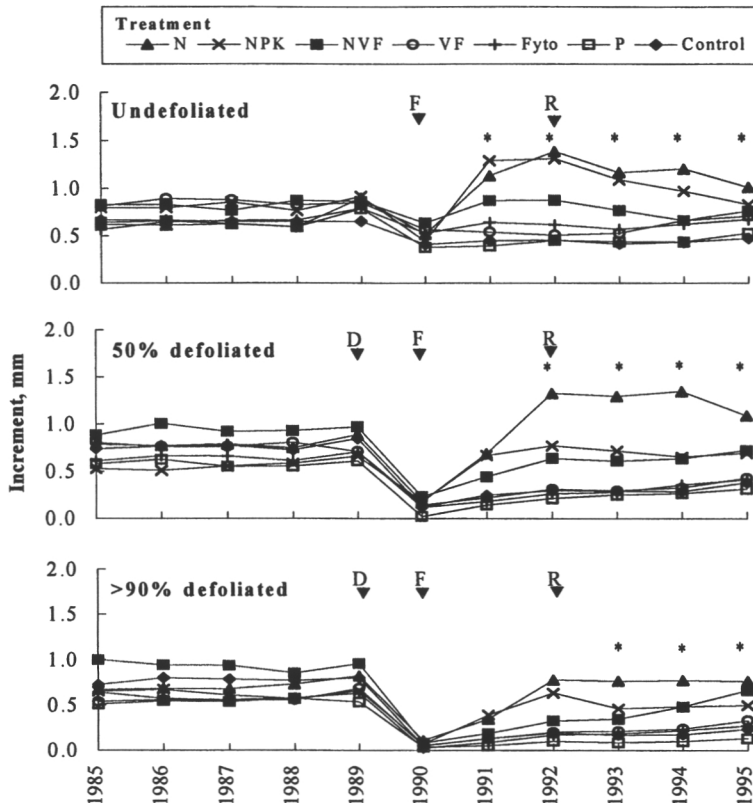 Treatment
N NPK NVF VF Fyto P Control
2.0
1.5
1.0
0.5
0.0
Undefoliated
F
R
* * * * *
2.0
1.5
1.0
0.5
0.0
50% defoliated
D
F
R
* * * *
Increment, mm
2.0
1.5
1.0
0.5
0.0
>90% defoliated
D
F
R
* * *
1985
1986
1987
1988
1989
1990
1991
1992
1993
1994
1995